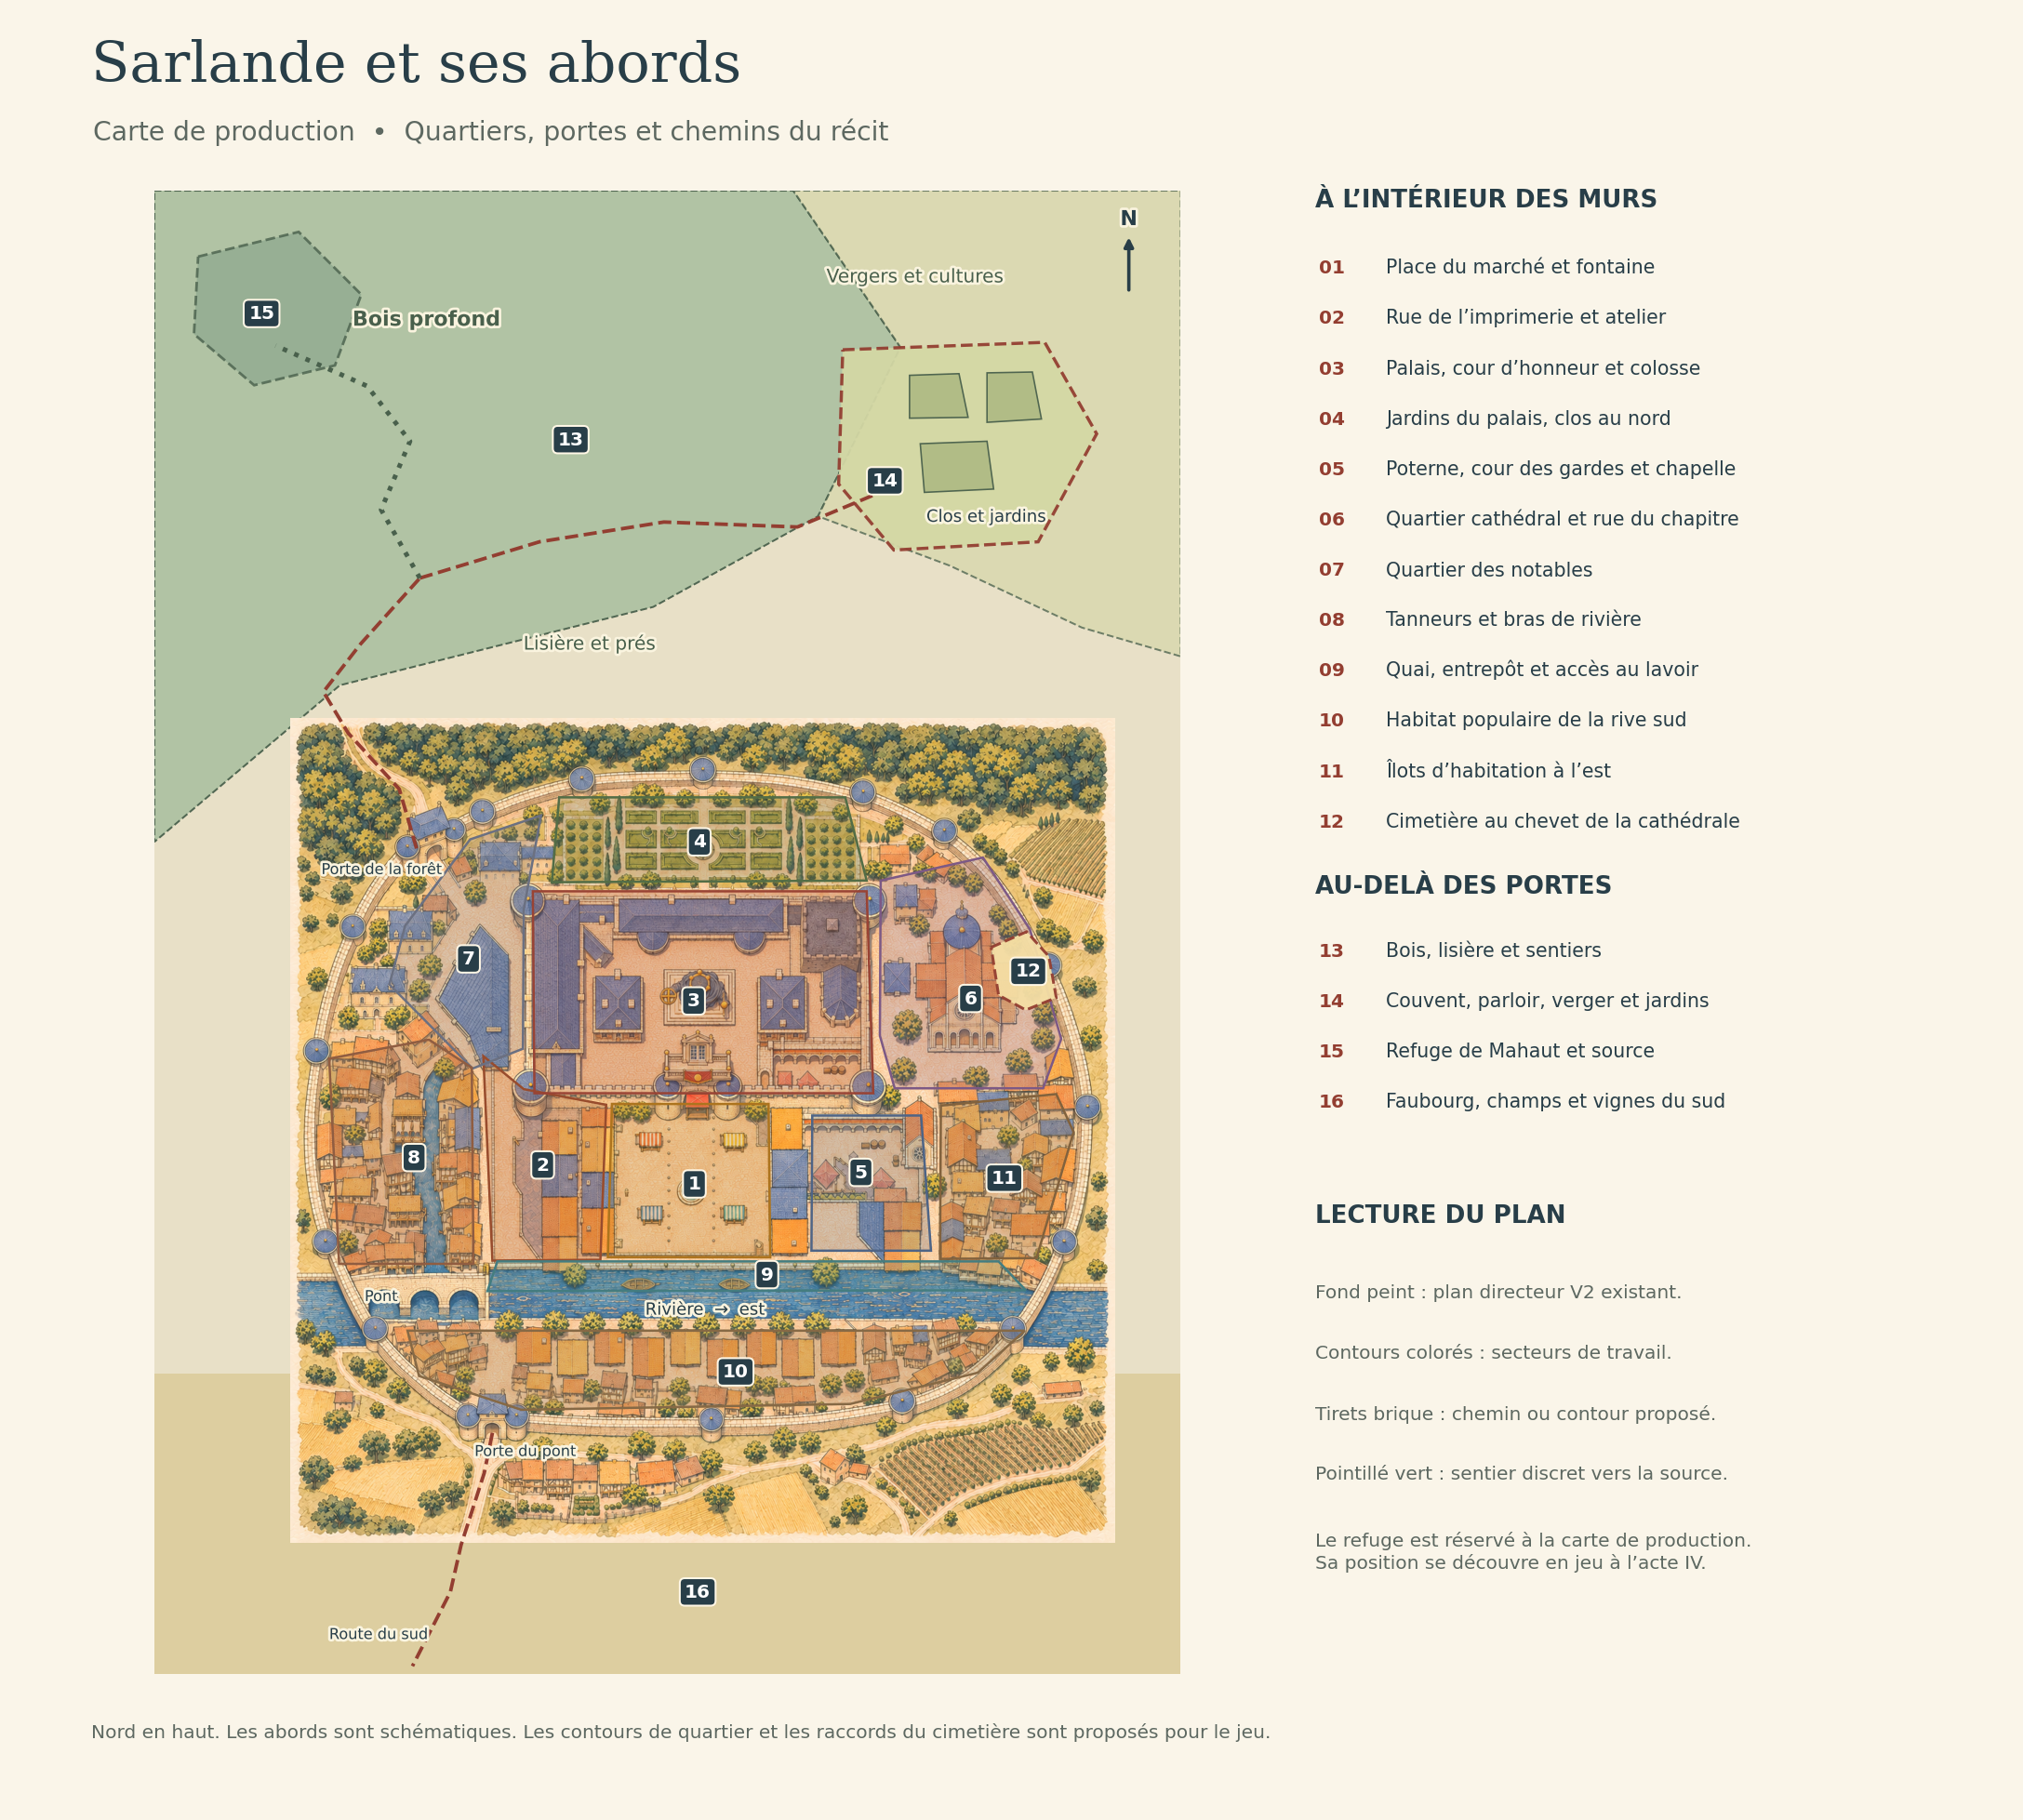 Sarlande et ses abords
Carte de production • Quartiers, portes et chemins du récit
N
Vergers et cultures
15
Bois profond
13
14
Clos et jardins
Lisière et prés
4
Porte de la forêt
7
12
6
3
8
2
1
5
11
9
Pont
Rivière → est
10
Porte du pont
16
Route du sud
À L’INTÉRIEUR DES MURS
01 Place du marché et fontaine
02 Rue de l’imprimerie et atelier
03 Palais, cour d’honneur et colosse
04 Jardins du palais, clos au nord
05 Poterne, cour des gardes et chapelle
06 Quartier cathédral et rue du chapitre
07 Quartier des notables
08 Tanneurs et bras de rivière
09 Quai, entrepôt et accès au lavoir
10 Habitat populaire de la rive sud
11 Îlots d’habitation à l’est
12 Cimetière au chevet de la cathédrale
AU-DELÀ DES PORTES
13 Bois, lisière et sentiers
14 Couvent, parloir, verger et jardins
15 Refuge de Mahaut et source
16 Faubourg, champs et vignes du sud
LECTURE DU PLAN
Fond peint : plan directeur V2 existant.
Contours colorés : secteurs de travail.
Tirets brique : chemin ou contour proposé.
Pointillé vert : sentier discret vers la source.
Le refuge est réservé à la carte de production.
Sa position se découvre en jeu à l’acte IV.
Nord en haut. Les abords sont schématiques. Les contours de quartier et les raccords du cimetière sont proposés pour le jeu.